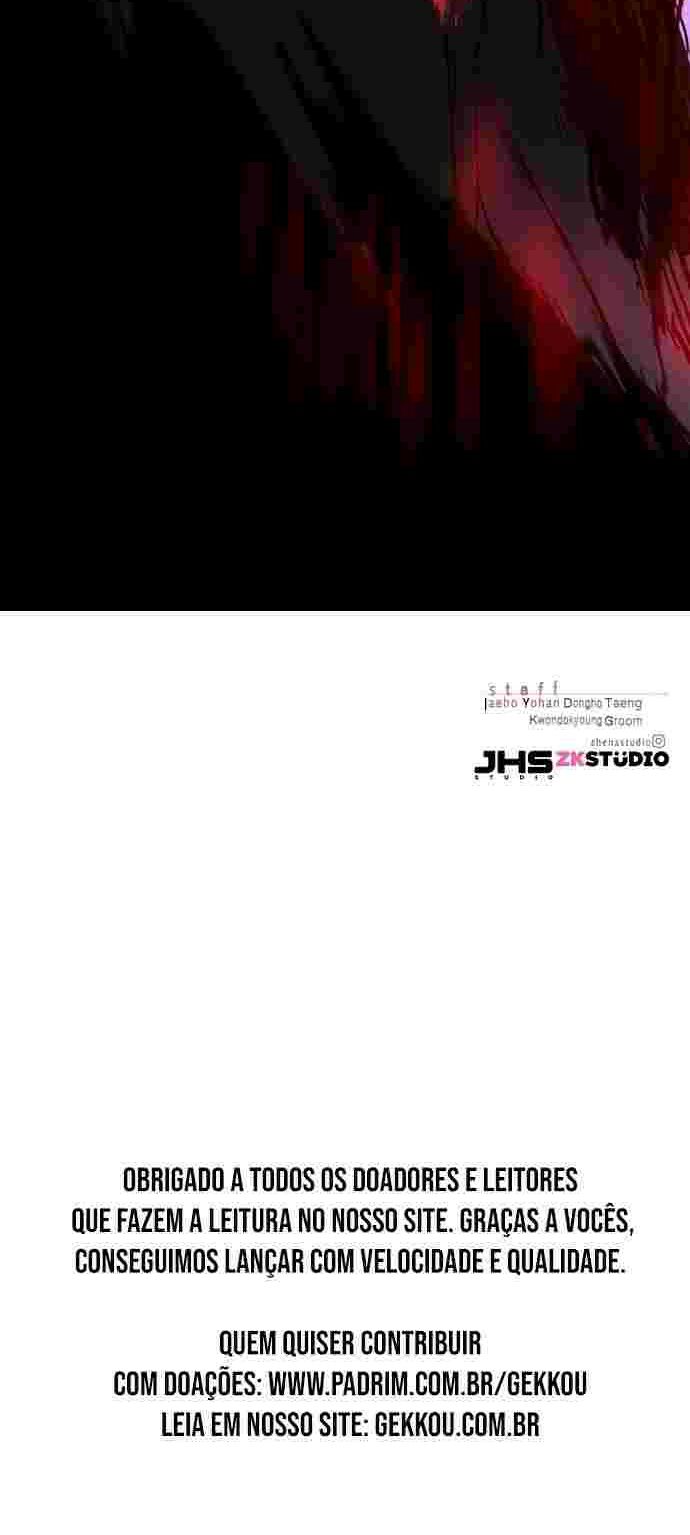 staff
Jaeho Yohan Dongho Taeng
Kwondokyoung Groom
zhenastudio
JHS ZKSTUDIO
STUDIO
OBRIGADO A TODOS OS DOADORES E LEITORES
QUE FAZEM A LEITURA NO NOSSO SITE. GRAÇAS A VOCÊS,
CONSEGUIMOS LANÇAR COM VELOCIDADE E QUALIDADE.
QUEM QUISER CONTRIBUIR
COM DOAÇÕES: WWW.PADRIM.COM.BR/GEKKOU
LEIA EM NOSSO SITE: GEKKOU.COM.BR